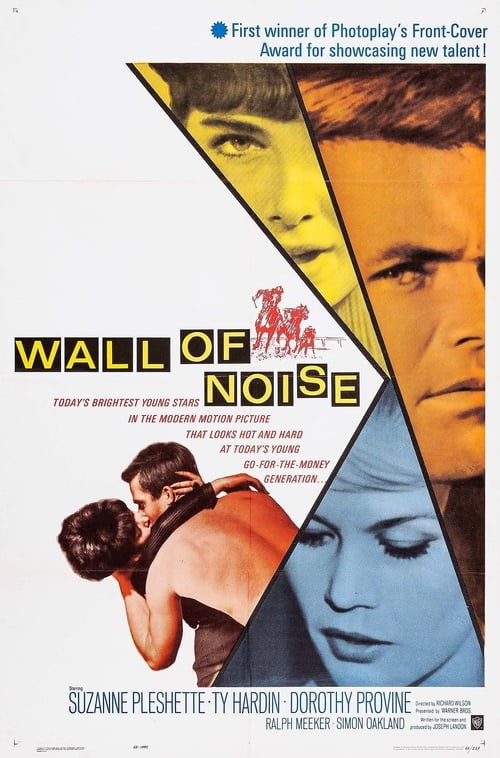 First winner of Photoplay's Front-Cover
Award for showcasing new talent!
WALL OF
NOISE
TODAY'S BRIGHTEST YOUNG STARS
IN THE MODERN MOTION PICTURE
THAT LOOKS HOT AND HARD
AT TODAY'S YOUNG
GO-FOR-THE-MONEY
GENERATION...
Starring
SUZANNE PLESHETTE · TY HARDIN · DOROTHY PROVINE
RALPH MEEKER · SIMON OAKLAND
Directed by RICHARD WILSON
Presented by WARNER BROS.
Written for the screen and
produced by JOSEPH LANDON
WB